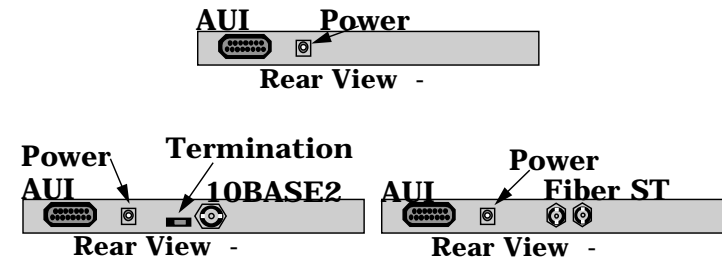 AUI Power
Rear View -
Termination
Power
AUI
10BASE2
Rear View -
Power
AUI
Fiber ST
Rear View -